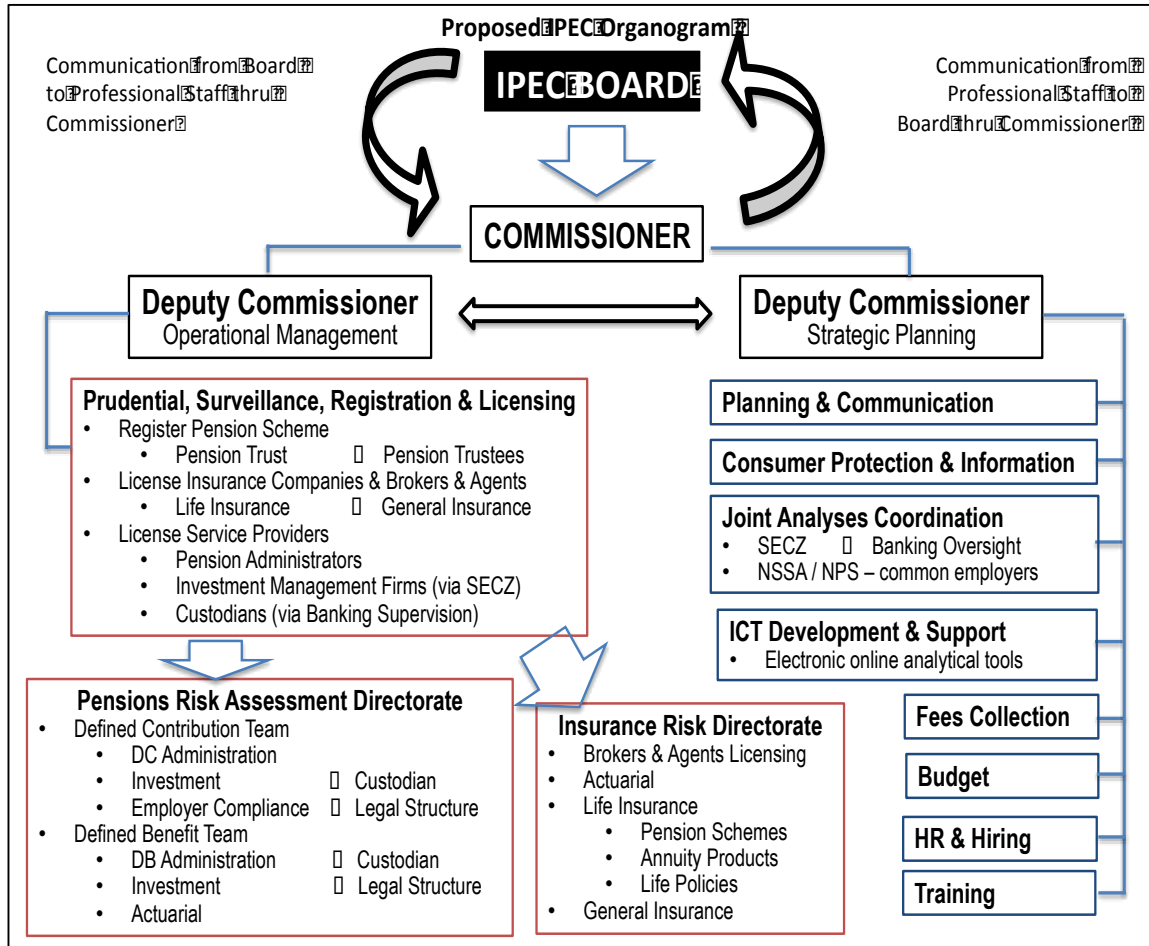 Proposed IPEC Organogram
Communication from Board
to Professional Staff thru
Commissioner
IPEC BOARD
Communication from
Professional Staff to
Board thru Commissioner
COMMISSIONER
Deputy Commissioner
Operational Management
Deputy Commissioner
Strategic Planning
Prudential, Surveillance, Registration & Licensing
• Register Pension Scheme
• Pension Trust Pension Trustees
• License Insurance Companies & Brokers & Agents
• Life Insurance General Insurance
• License Service Providers
• Pension Administrators
• Investment Management Firms (via SECZ)
• Custodians (via Banking Supervision)
Pensions Risk Assessment Directorate
• Defined Contribution Team
• DC Administration
• Investment Custodian
• Employer Compliance Legal Structure
• Defined Benefit Team
• DB Administration Custodian
• Investment Legal Structure
• Actuarial
Insurance Risk Directorate
• Brokers & Agents Licensing
• Actuarial
• Life Insurance
• Pension Schemes
• Annuity Products
• Life Policies
• General Insurance
Planning & Communication
Consumer Protection & Information
Joint Analyses Coordination
• SECZ Banking Oversight
• NSSA / NPS – common employers
ICT Development & Support
• Electronic online analytical tools
Fees Collection
Budget
HR & Hiring
Training